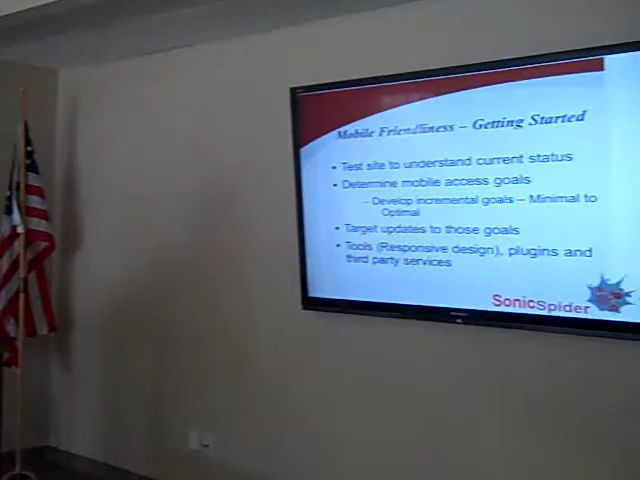 Mobile Friendliness – Getting Started
• Test site to understand current status
• Determine mobile access goals
– Develop incremental goals – Minimal to
Optimal
• Target updates to those goals
• Tools (Responsive design), plugins and
third party services
SonicSpider